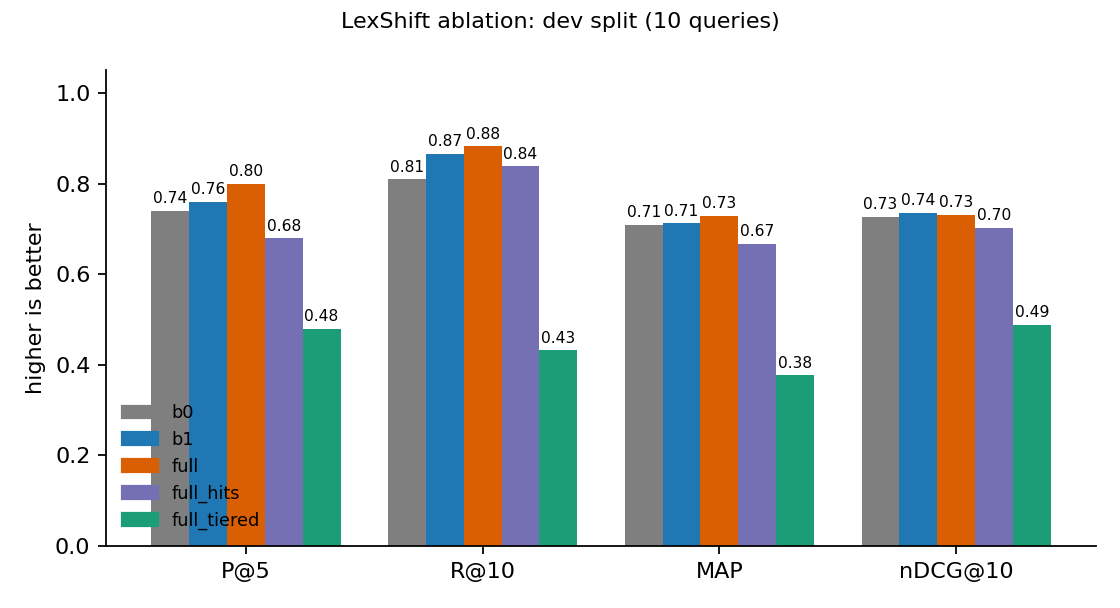 LexShift ablation: dev split (10 queries)
higher is better
1.0
0.8
0.6
0.4
0.2
0.0
0.74 0.76 0.80 0.68 0.48
0.81 0.87 0.88 0.84 0.43
0.71 0.71 0.73 0.67 0.38
0.73 0.74 0.73 0.70 0.49
b0
b1
full
full_hits
full_tiered
P@5 R@10 MAP nDCG@10